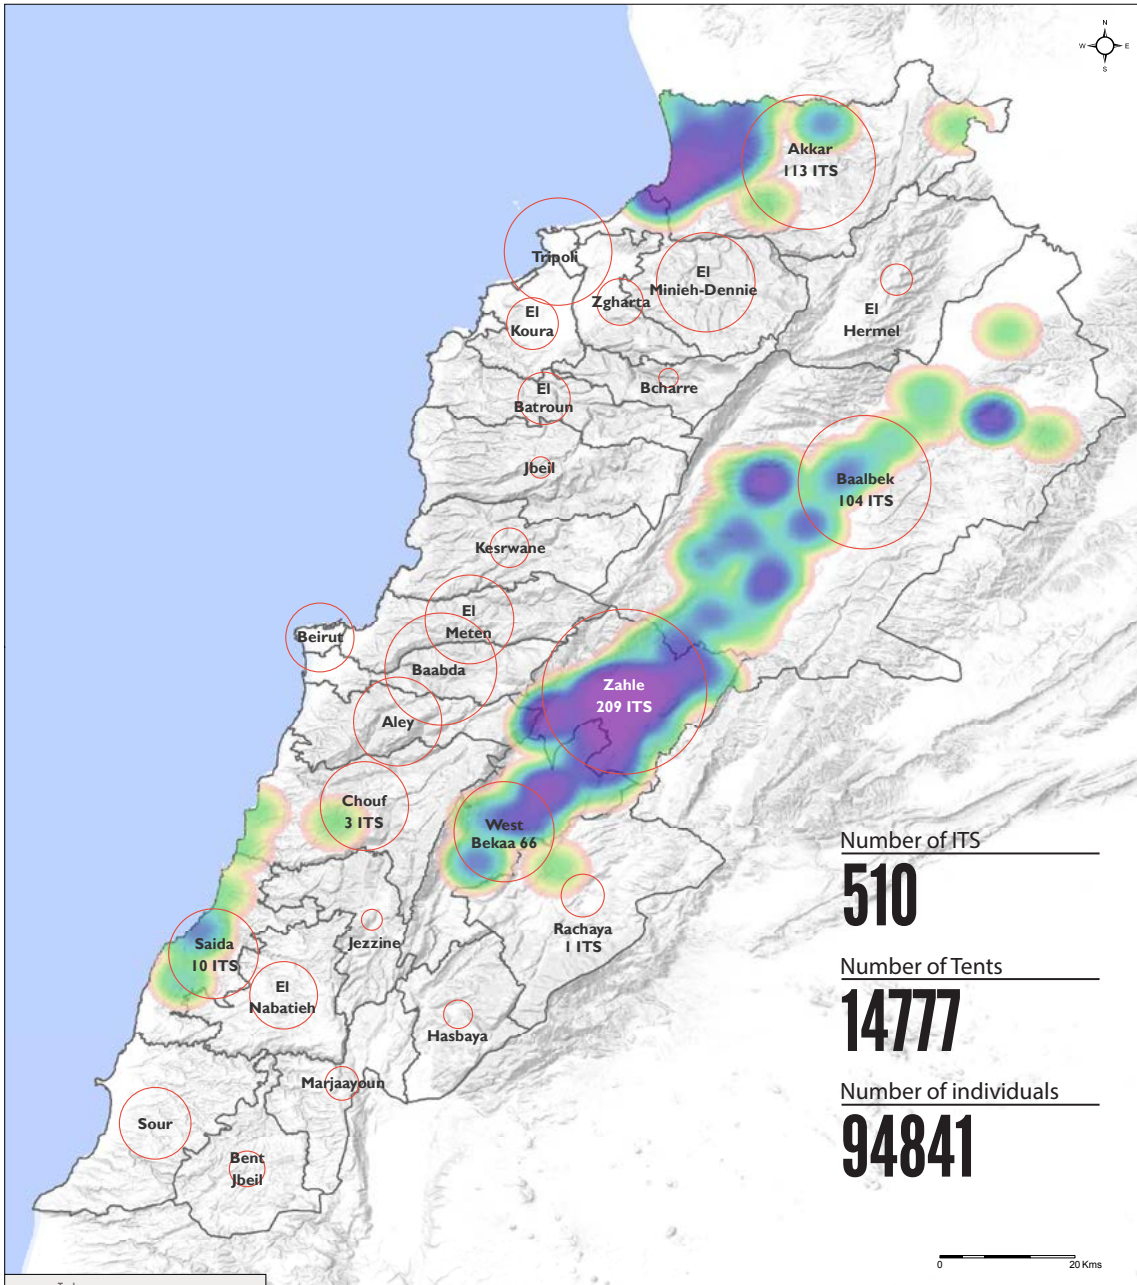 N
W E
S
Akkar
113 ITS
Tripoli
El
Minieh-Dennie
Zgharta
El
Koura
El
Hermel
Bcharre
El
Batroun
Jbeil
Baalbek
104 ITS
Kesrwane
El
Meten
Beirut
Baabda
Zahle
209 ITS
Aley
Chouf
3 ITS
West
Bekaa 66
Rachaya
1 ITS
Saida
10 ITS
Jezzine
El
Nabatieh
Hasbaya
Marjaayoun
Sour
Bent
Jbeil
Number of ITS
510
Number of Tents
14777
Number of individuals
94841
0 20 Kms